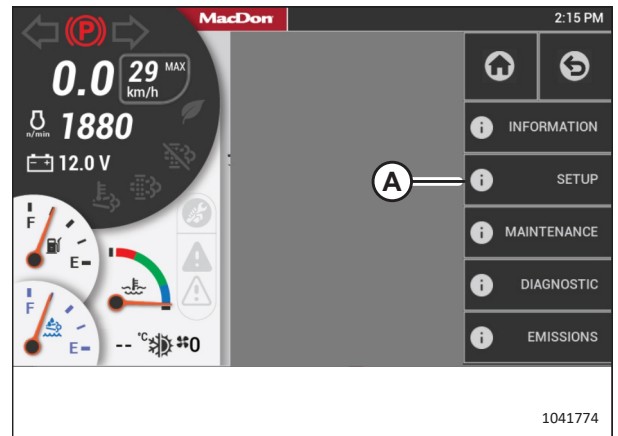 MacDon 2:15 PM
P
0.0 29 MAX
km/h
n/min 1880
12.0 V
INFORMATION
A SETUP
MAINTENANCE
DIAGNOSTIC
EMISSIONS
F
E
F
E
-- °C 0
1041774